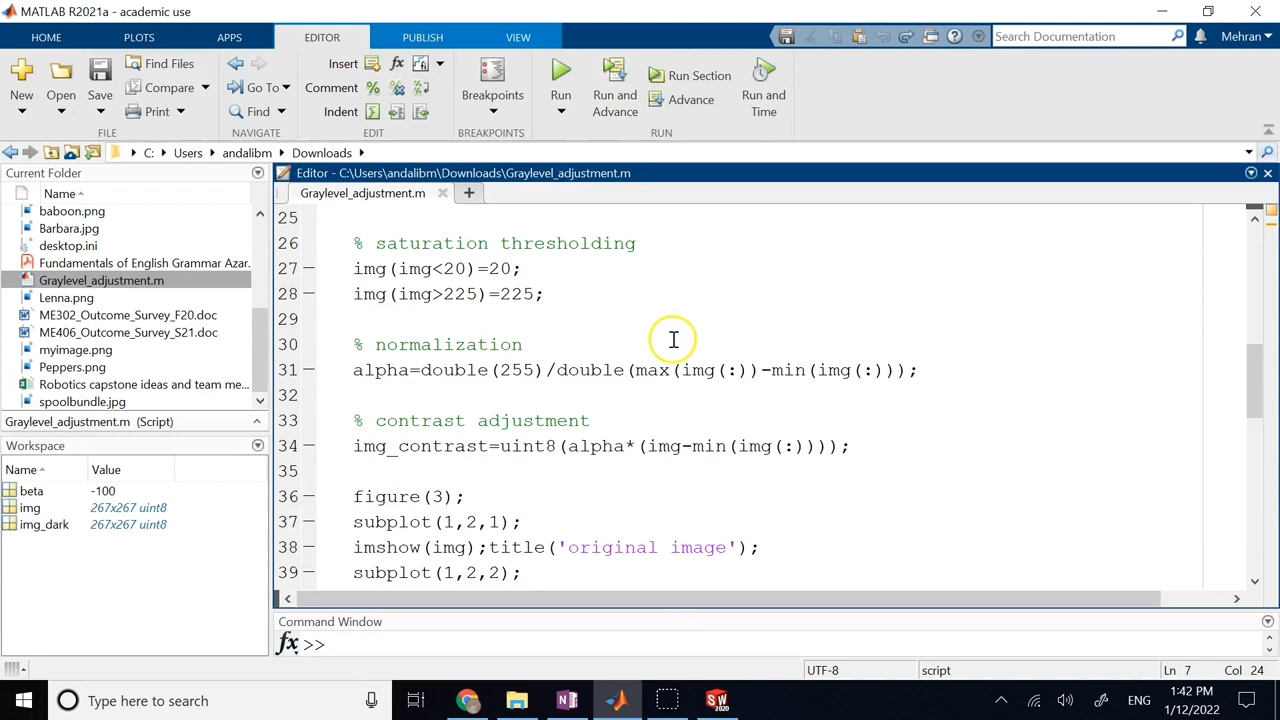 MATLAB R2021a - academic use
HOME PLOTS APPS EDITOR PUBLISH VIEW
Search Documentation
Mehran
New
Open
Save
Find Files
Compare
Print
Go To
Find
Insert fx
Comment
Indent
Breakpoints
Run
Run and Advance
Run Section
Advance
Run and Time
FILE NAVIGATE EDIT BREAKPOINTS RUN
C: Users andalibm Downloads
Current Folder
Name
baboon.png
Barbara.jpg
desktop.ini
Fundamentals of English Grammar Azar.
Graylevel_adjustment.m
Lenna.png
ME302_Outcome_Survey_F20.doc
ME406_Outcome_Survey_S21.doc
myimage.png
Peppers.png
Robotics capstone ideas and team me
spoolbundle.jpg
Graylevel_adjustment.m (Script)
Workspace
Name Value
beta -100
img 267x267 uint8
img_dark 267x267 uint8
Editor - C:\Users\andalibm\Downloads\Graylevel_adjustment.m
Graylevel_adjustment.m
25
26 % saturation thresholding
27 img(img<20)=20;
28 img(img>225)=225;
29
30 % normalization
31 alpha=double(255)/double(max(img(:))-min(img(:)));
32
33 % contrast adjustment
34 img_contrast=uint8(alpha*(img-min(img(:))));
35
36 figure(3);
37 subplot(1,2,1);
38 imshow(img);title('original image');
39 subplot(1,2,2);
Command Window
fx >>
UTF-8 script Ln 7 Col 24
Type here to search
SW 2020
ENG
1:42 PM
1/12/2022